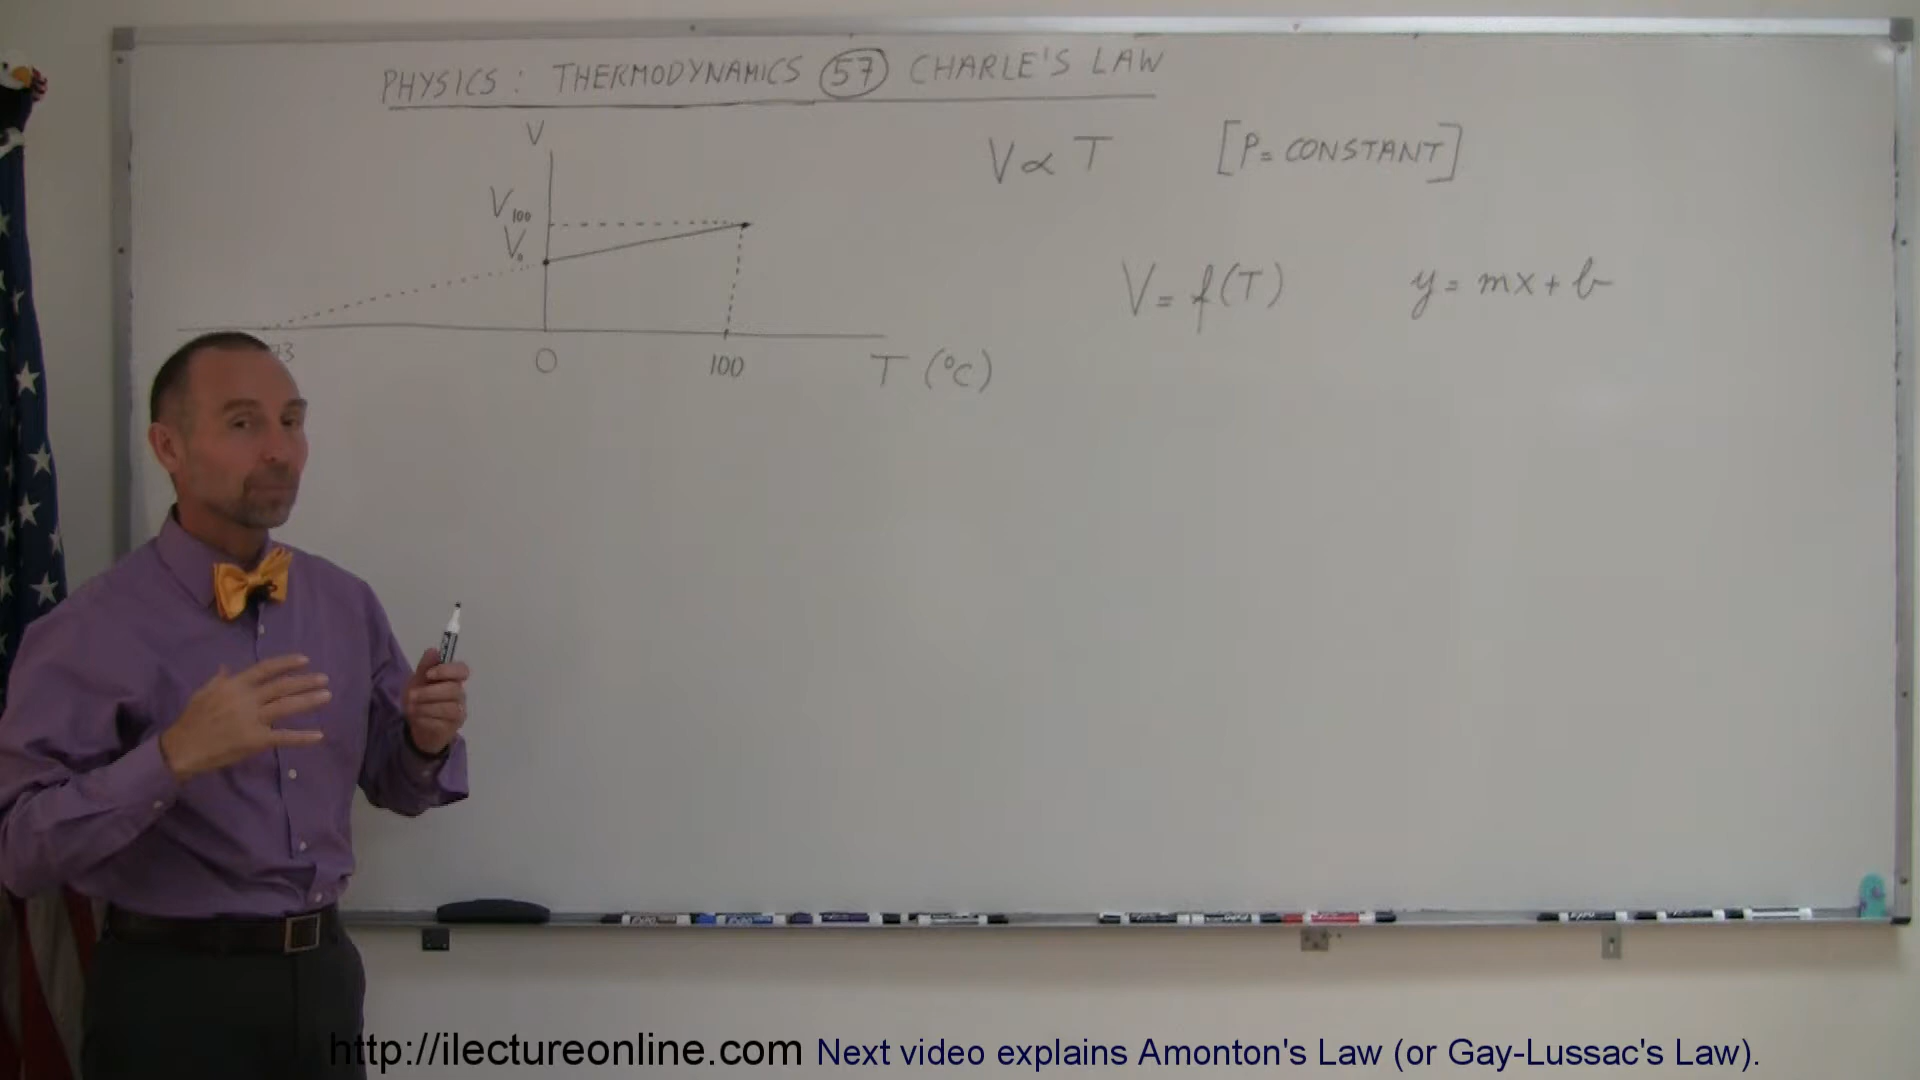 PHYSICS: THERMODYNAMICS 57 CHARLE'S LAW
V
V ∝ T [P = CONSTANT]
V₁₀₀
V₀
V = f(T) y = mx + b
73
0 100 T (°C)
http://ilectureonline.com Next video explains Amonton's Law (or Gay-Lussac's Law).